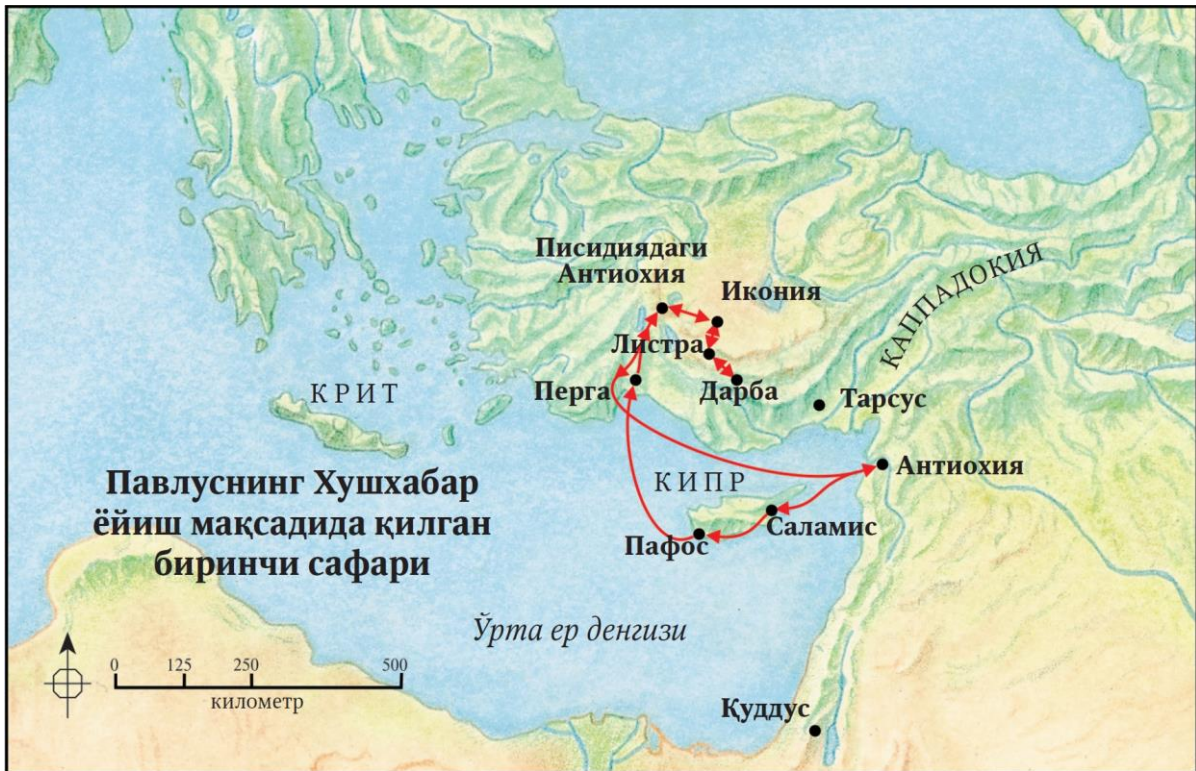 Писидиядаги
Антиохия
Икония
КАППАДОКИЯ
Листра
Перга
Дарба
Тарсус
КРИТ
Антиохия
КИПР
Саламис
Пафос
Павлуснинг Хушхабар
ёйиш мақсадида қилган
биринчи сафари
Ўрта ер денгизи
0 125 250 500
километр
Қуддус